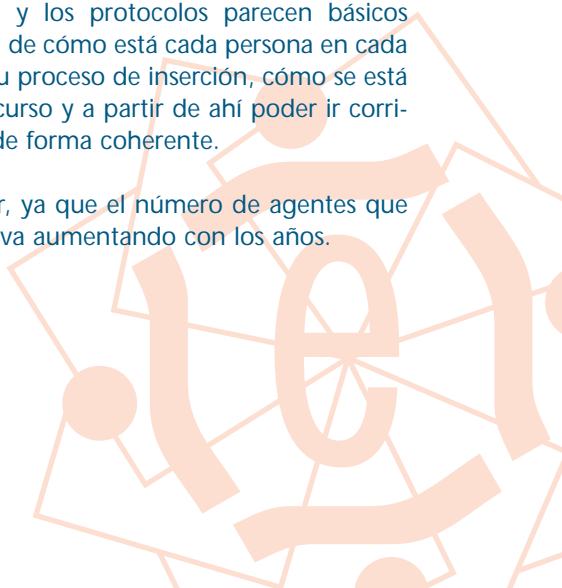 y los protocolos parecen básicos
de cómo está cada persona en cada
u proceso de inserción, cómo se está
curso y a partir de ahí poder ir corri-
de forma coherente.
r, ya que el número de agentes que
va aumentando con los años.
e